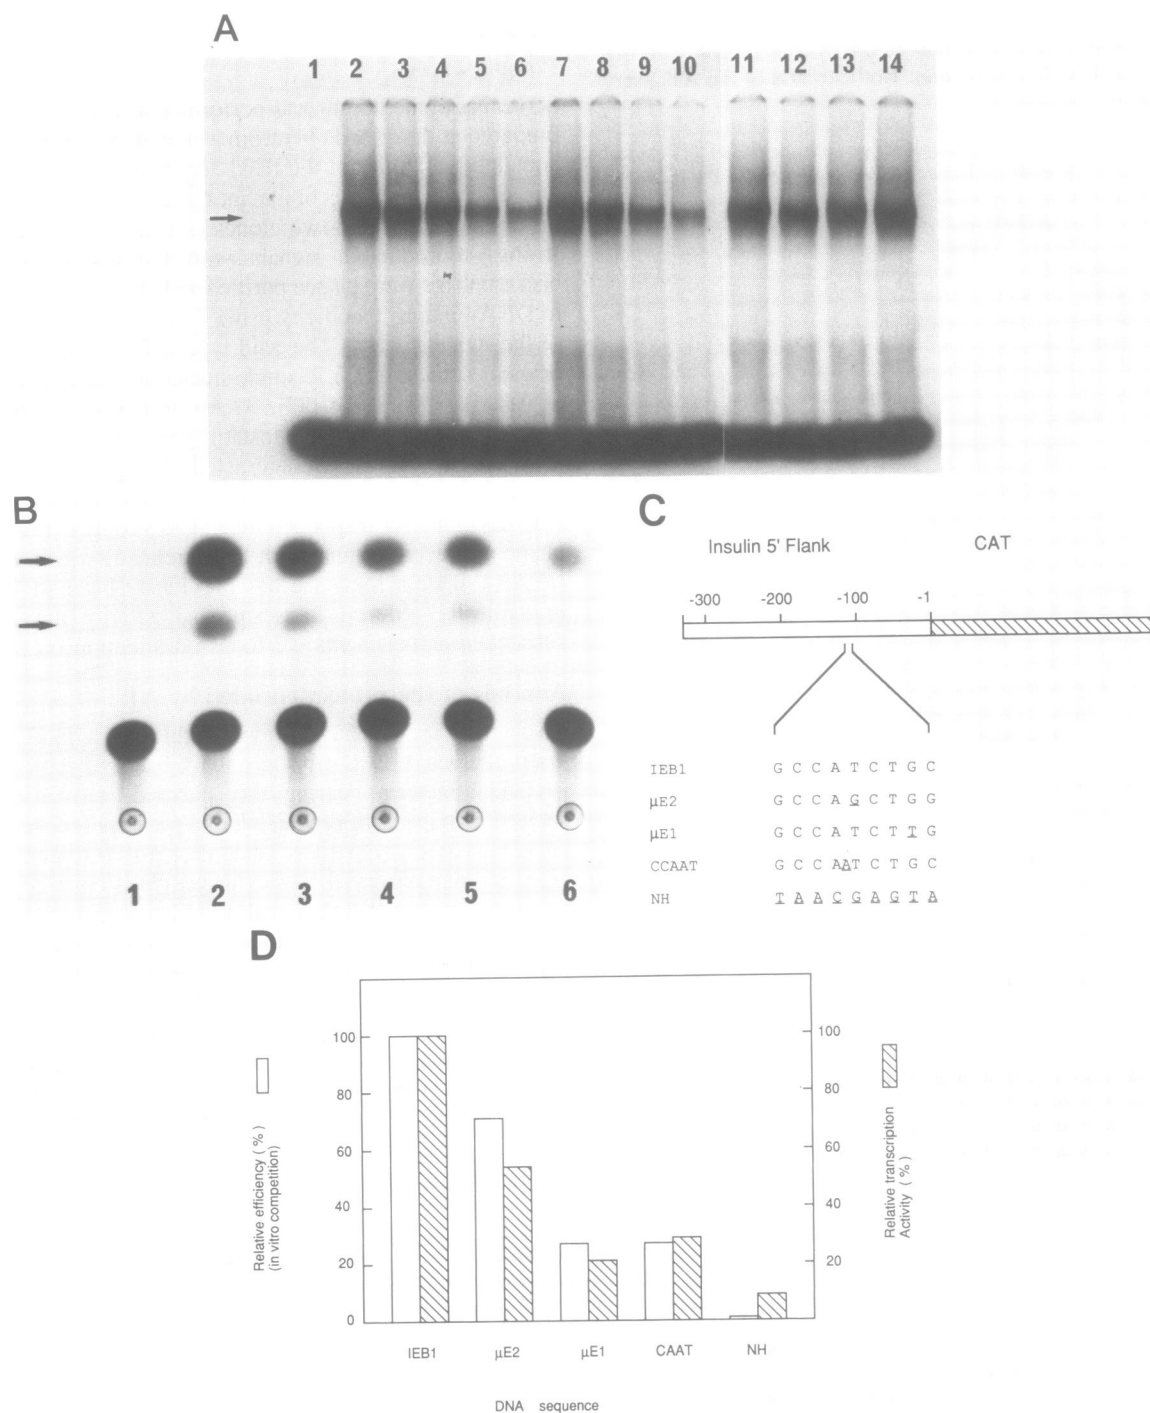 A
1 2 3 4 5 6 7 8 9 10 11 12 13 14
B
1 2 3 4 5 6
C
Insulin 5' Flank CAT
-300 -200 -100 -1
IEB1 G C C A T C T G C
µE2 G C C A G C T G G
µE1 G C C A T C T T G
CCAAT G C C A A T C T G C
NH T A A C G A G T A
D
Relative efficiency ( % )
(in vitro competition)
100
80
60
40
20
0
100
80
60
40
20
Relative transcription
Activity ( % )
IEB1 µE2 µE1 CAAT NH
DNA sequence